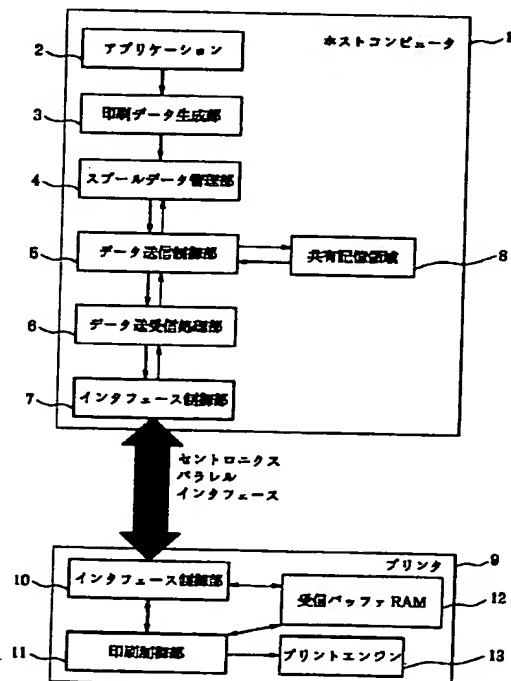 ホストコンピュータ
1
2
アプリケーション
3
印刷データ生成部
4
スプールデータ管理部
5
データ送信制御部
共有記憶領域
8
6
データ送受信処理部
7
インタフェース制御部
セントロニクス
パラレル
インタフェース
プリンタ
9
10
インタフェース制御部
受信バッファ RAM
12
11
印刷制御部
プリントエンジン
13